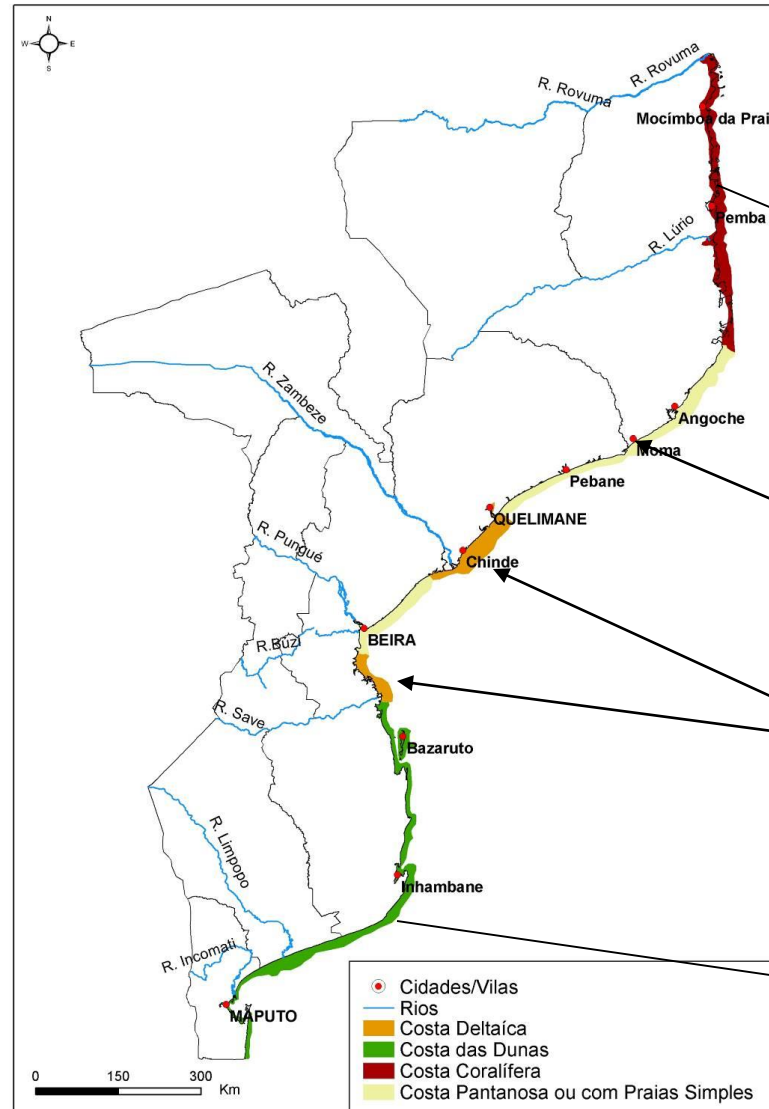 N
W E
S
R. Rovuma
R. Rovuma
Mocímboa da Prai
Pemba
R. Lúrio
R. Zambeze
Angoche
Moma
Pebane
QUELIMANE
R. Pungué
Chinde
BEIRA
R.Búzi
R. Save
Bazaruto
R. Limpopo
Inhambane
R. Incomati
MAPUTO
Cidades/Vilas
Rios
Costa Deltaíca
Costa das Dunas
Costa Coralífera
Costa Pantanosa ou com Praias Simples
0 150 300
Km